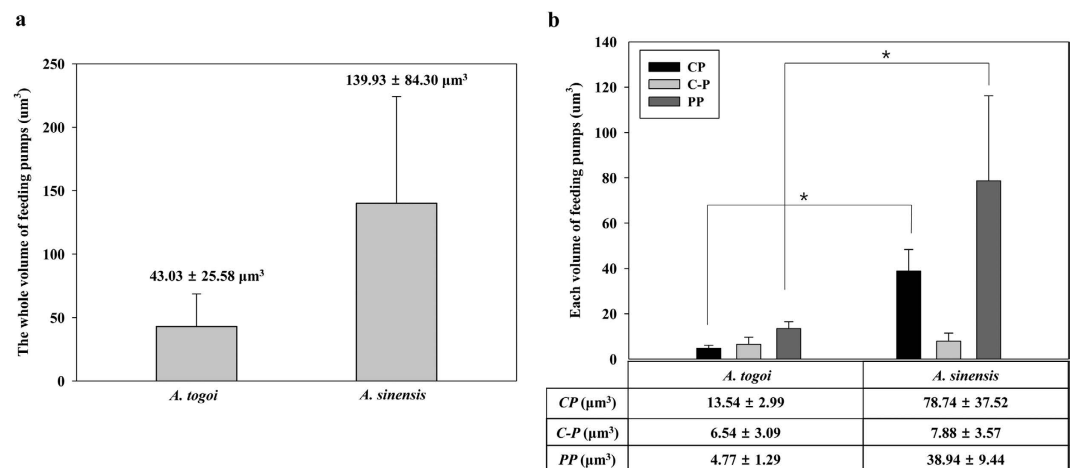 a
The whole volume of feeding pumps (um³)
250
200
150
100
50
0
43.03 ± 25.58 µm³
139.93 ± 84.30 µm³
A. togoi
A. sinensis
b
Each volume of feeding pumps (um³)
140
120
100
80
60
40
20
0
CP
C-P
PP
*
*
A. togoi A. sinensis
CP (µm³) 13.54 ± 2.99 78.74 ± 37.52
C-P (µm³) 6.54 ± 3.09 7.88 ± 3.57
PP (µm³) 4.77 ± 1.29 38.94 ± 9.44